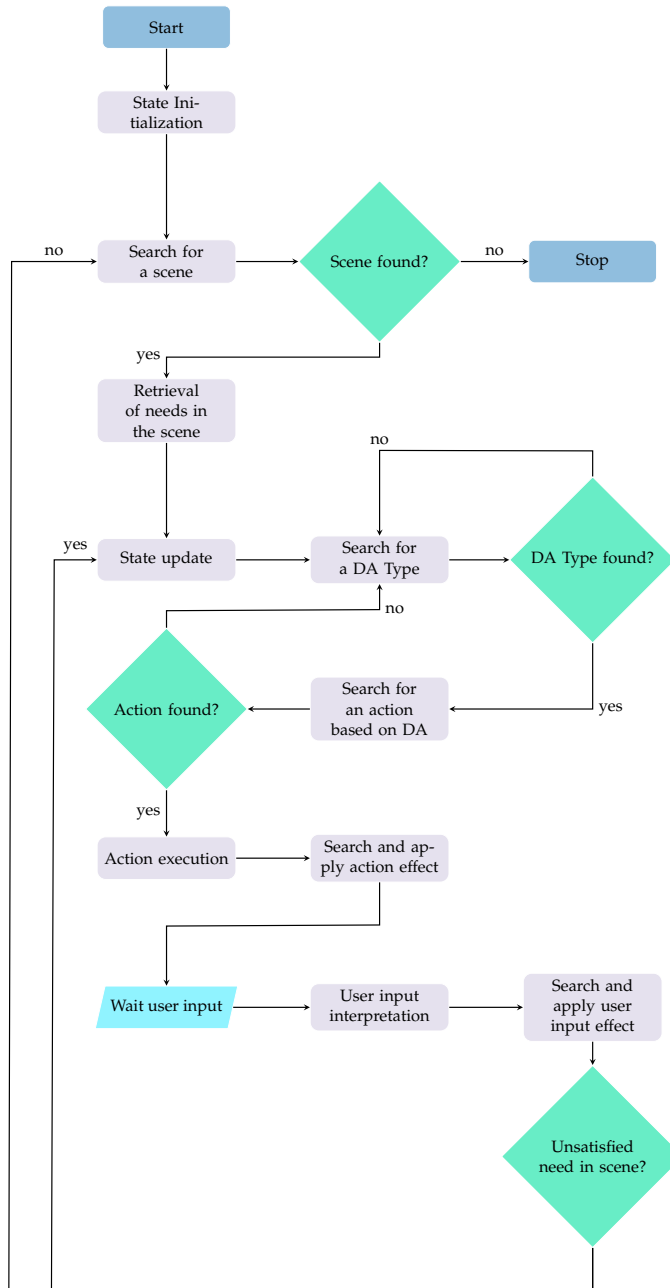 Start
State Ini-
tialization
no
Search for
a scene
Scene found?
no
Stop
yes
Retrieval
of needs in
the scene
no
yes
State update
Search for
a DA Type
DA Type found?
no
Action found?
Search for
an action
based on DA
yes
yes
Action execution
Search and ap-
ply action effect
Wait user input
User input
interpretation
Search and
apply user
input effect
Unsatisfied
need in scene?